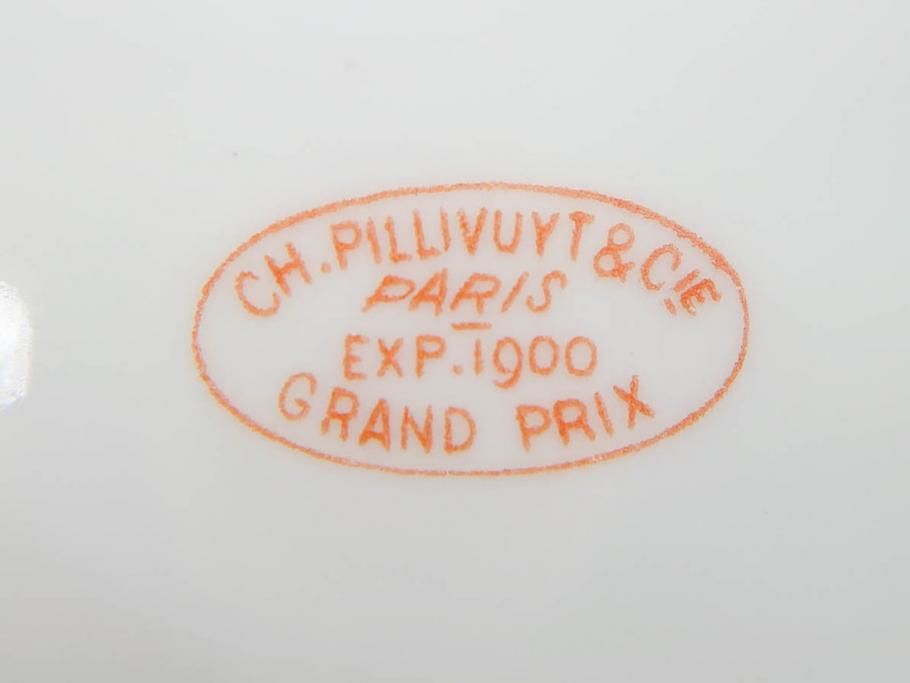 CH. PILLIVUYT & CIE
PARIS
EXP. 1900
GRAND PRIX